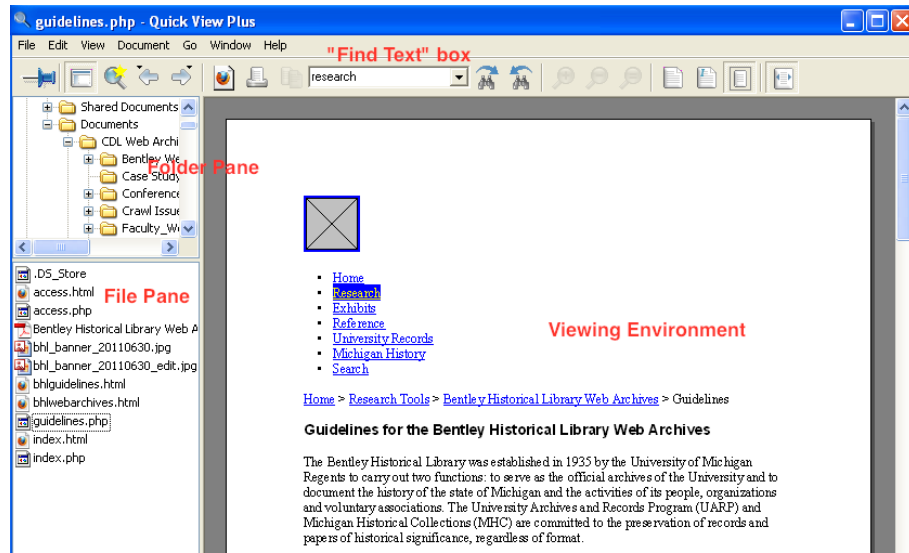 guidelines.php - Quick View Plus
File Edit View Document Go Window Help
"Find Text" box
research
Shared Documents
Documents
CDL Web Archi
Bentley We
Folder Pane
Case Study
Conference
Crawl Issue
Faculty_W
.DS_Store
access.html
File Pane
access.php
Bentley Historical Library Web A
bhl_banner_20110630.jpg
bhl_banner_20110630_edit.jpg
bhlguidelines.html
bhlwebarchives.html
guidelines.php
index.html
index.php
Home
Research
Exhibits
Reference
University Records
Michigan History
Search
Viewing Environment
Home > Research Tools > Bentley Historical Library Web Archives > Guidelines
Guidelines for the Bentley Historical Library Web Archives
The Bentley Historical Library was established in 1935 by the University of Michigan
Regents to carry out two functions: to serve as the official archives of the University and to
document the history of the state of Michigan and the activities of its people, organizations
and voluntary associations. The University Archives and Records Program (UARP) and
Michigan Historical Collections (MHC) are committed to the preservation of records and
papers of historical significance, regardless of format.